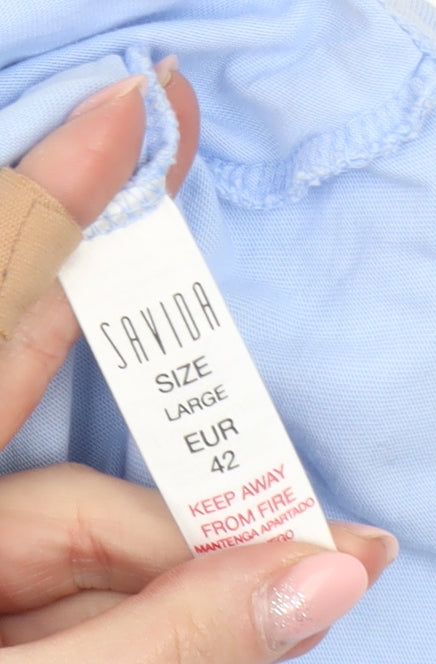 SAVIDA
SIZE
LARGE
EUR
42
KEEP AWAY
FROM FIRE
MANTENGA APARTADO